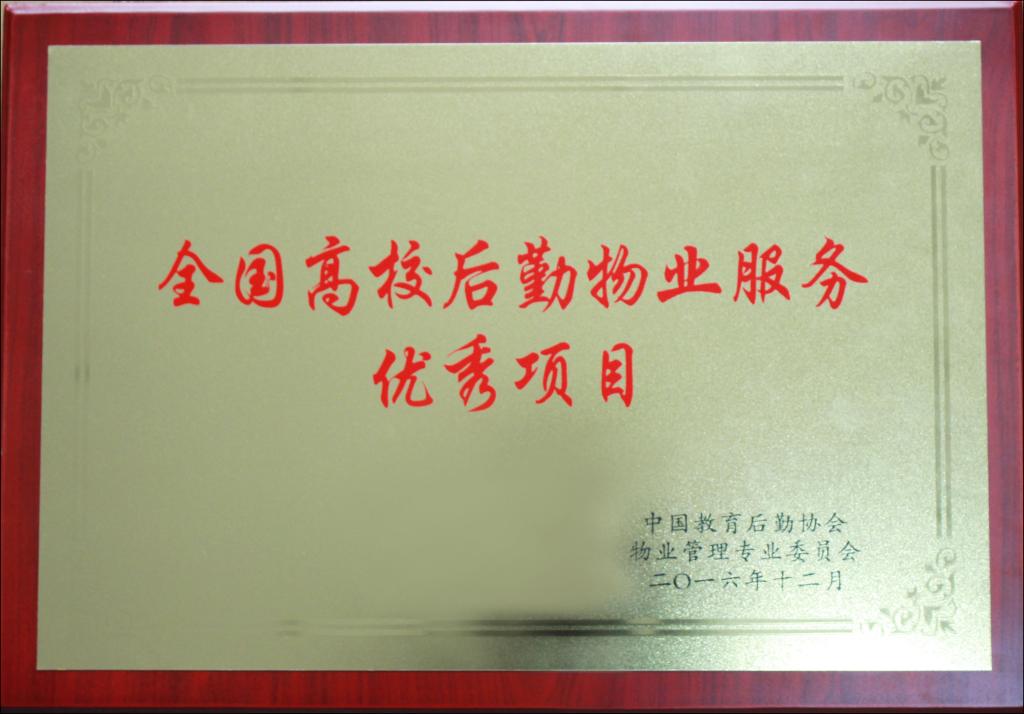 全国高校后勤物业服务
优秀项目
中国教育后勤协会
物业管理专业委员会
二〇一六年十二月